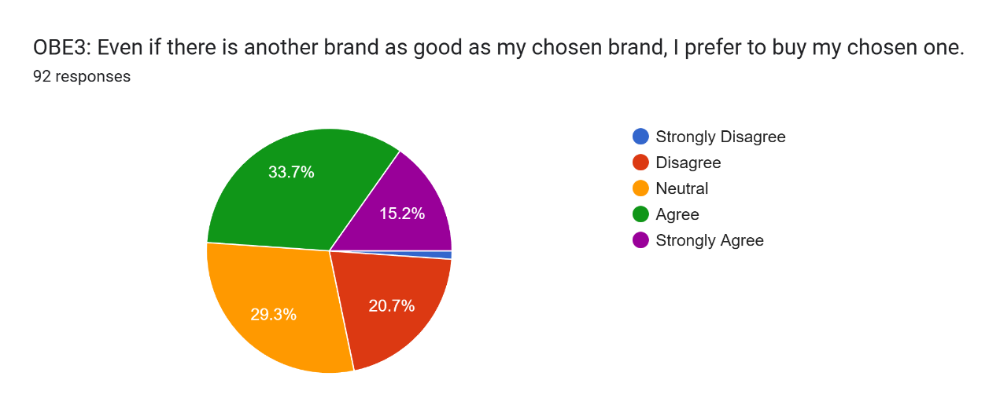 OBE3: Even if there is another brand as good as my chosen brand, I prefer to buy my chosen one.
92 responses
33.7%
15.2%
29.3%
20.7%
Strongly Disagree
Disagree
Neutral
Agree
Strongly Agree